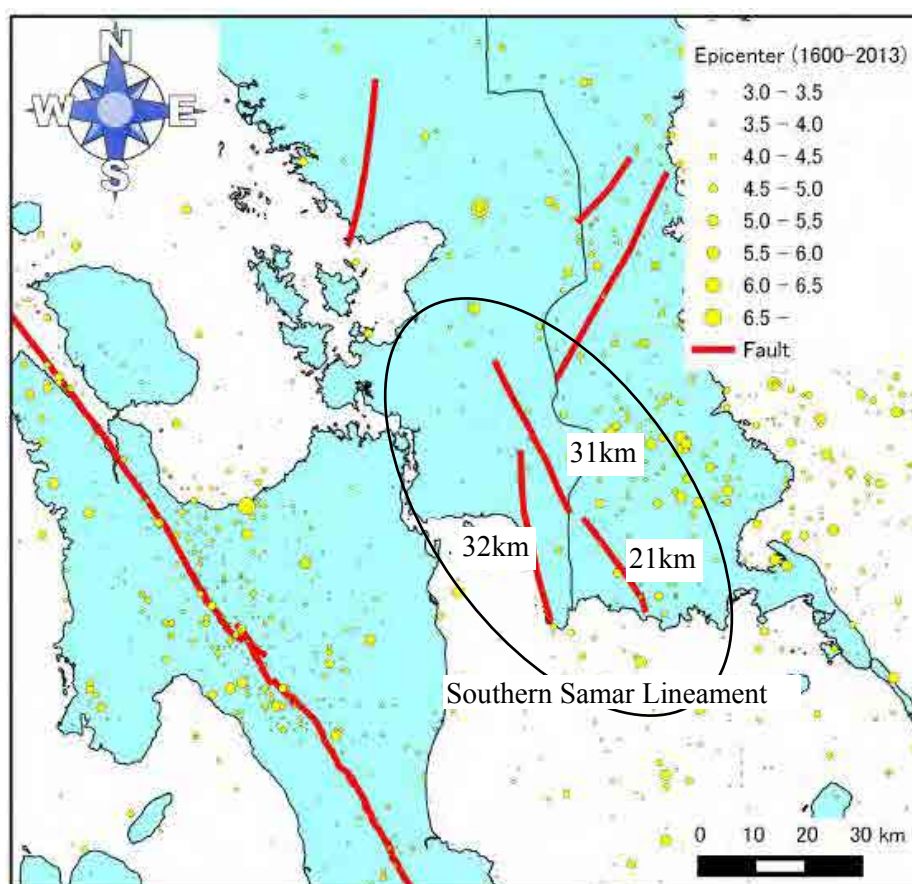 N
W E
S
Epicenter (1600-2013)
3.0 - 3.5
3.5 - 4.0
4.0 - 4.5
4.5 - 5.0
5.0 - 5.5
5.5 - 6.0
6.0 - 6.5
6.5 -
Fault
31km
32km
21km
Southern Samar Lineament
0 10 20 30 km